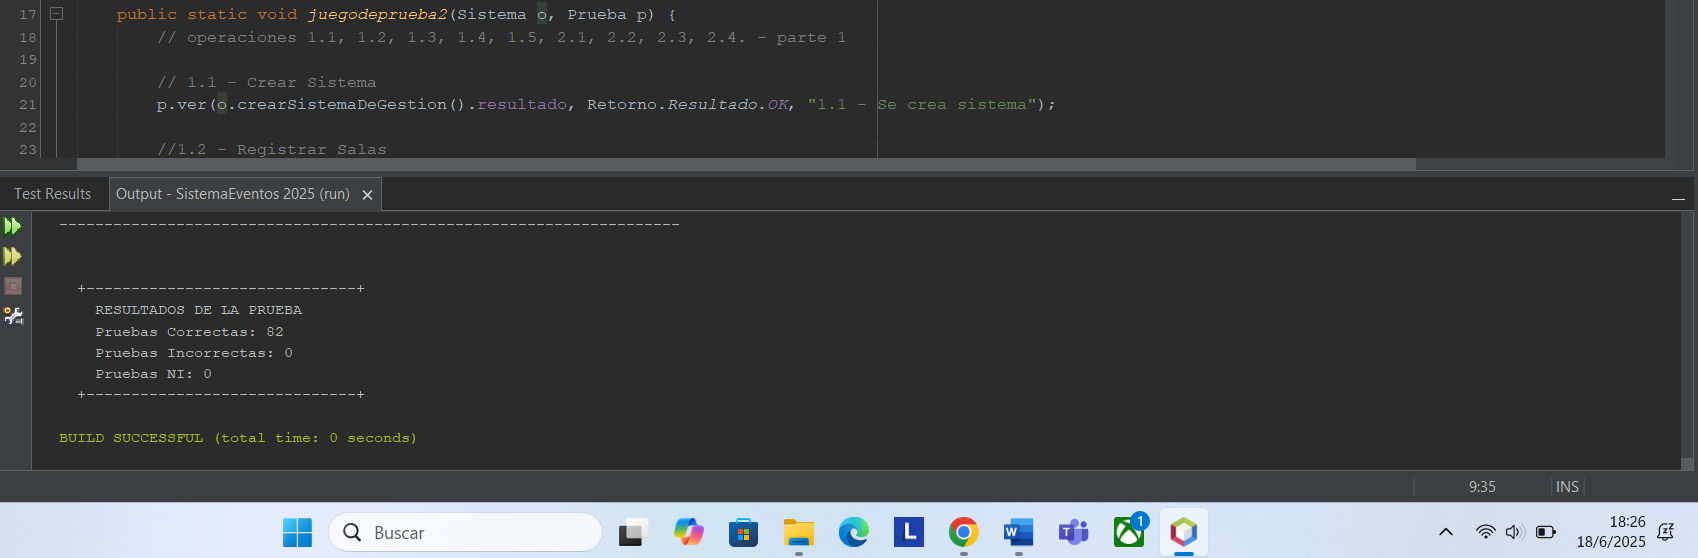 17 public static void juegodeprueba2(Sistema o, Prueba p) {
18 // operaciones 1.1, 1.2, 1.3, 1.4, 1.5, 2.1, 2.2, 2.3, 2.4. - parte 1
19
20 // 1.1 - Crear Sistema
21 p.ver(o.crearSistemaDeGestion().resultado, Retorno.Resultado.OK, "1.1 - Se crea sistema");
22
23 //1.2 - Registrar Salas
Test Results Output - SistemaEventos 2025 (run)
---------------------------------------------------------------------
+------------------------------+
RESULTADOS DE LA PRUEBA
Pruebas Correctas: 82
Pruebas Incorrectas: 0
Pruebas NI: 0
+------------------------------+
BUILD SUCCESSFUL (total time: 0 seconds)
9:35 INS
Buscar
L
W
T
1
18:26
18/6/2025